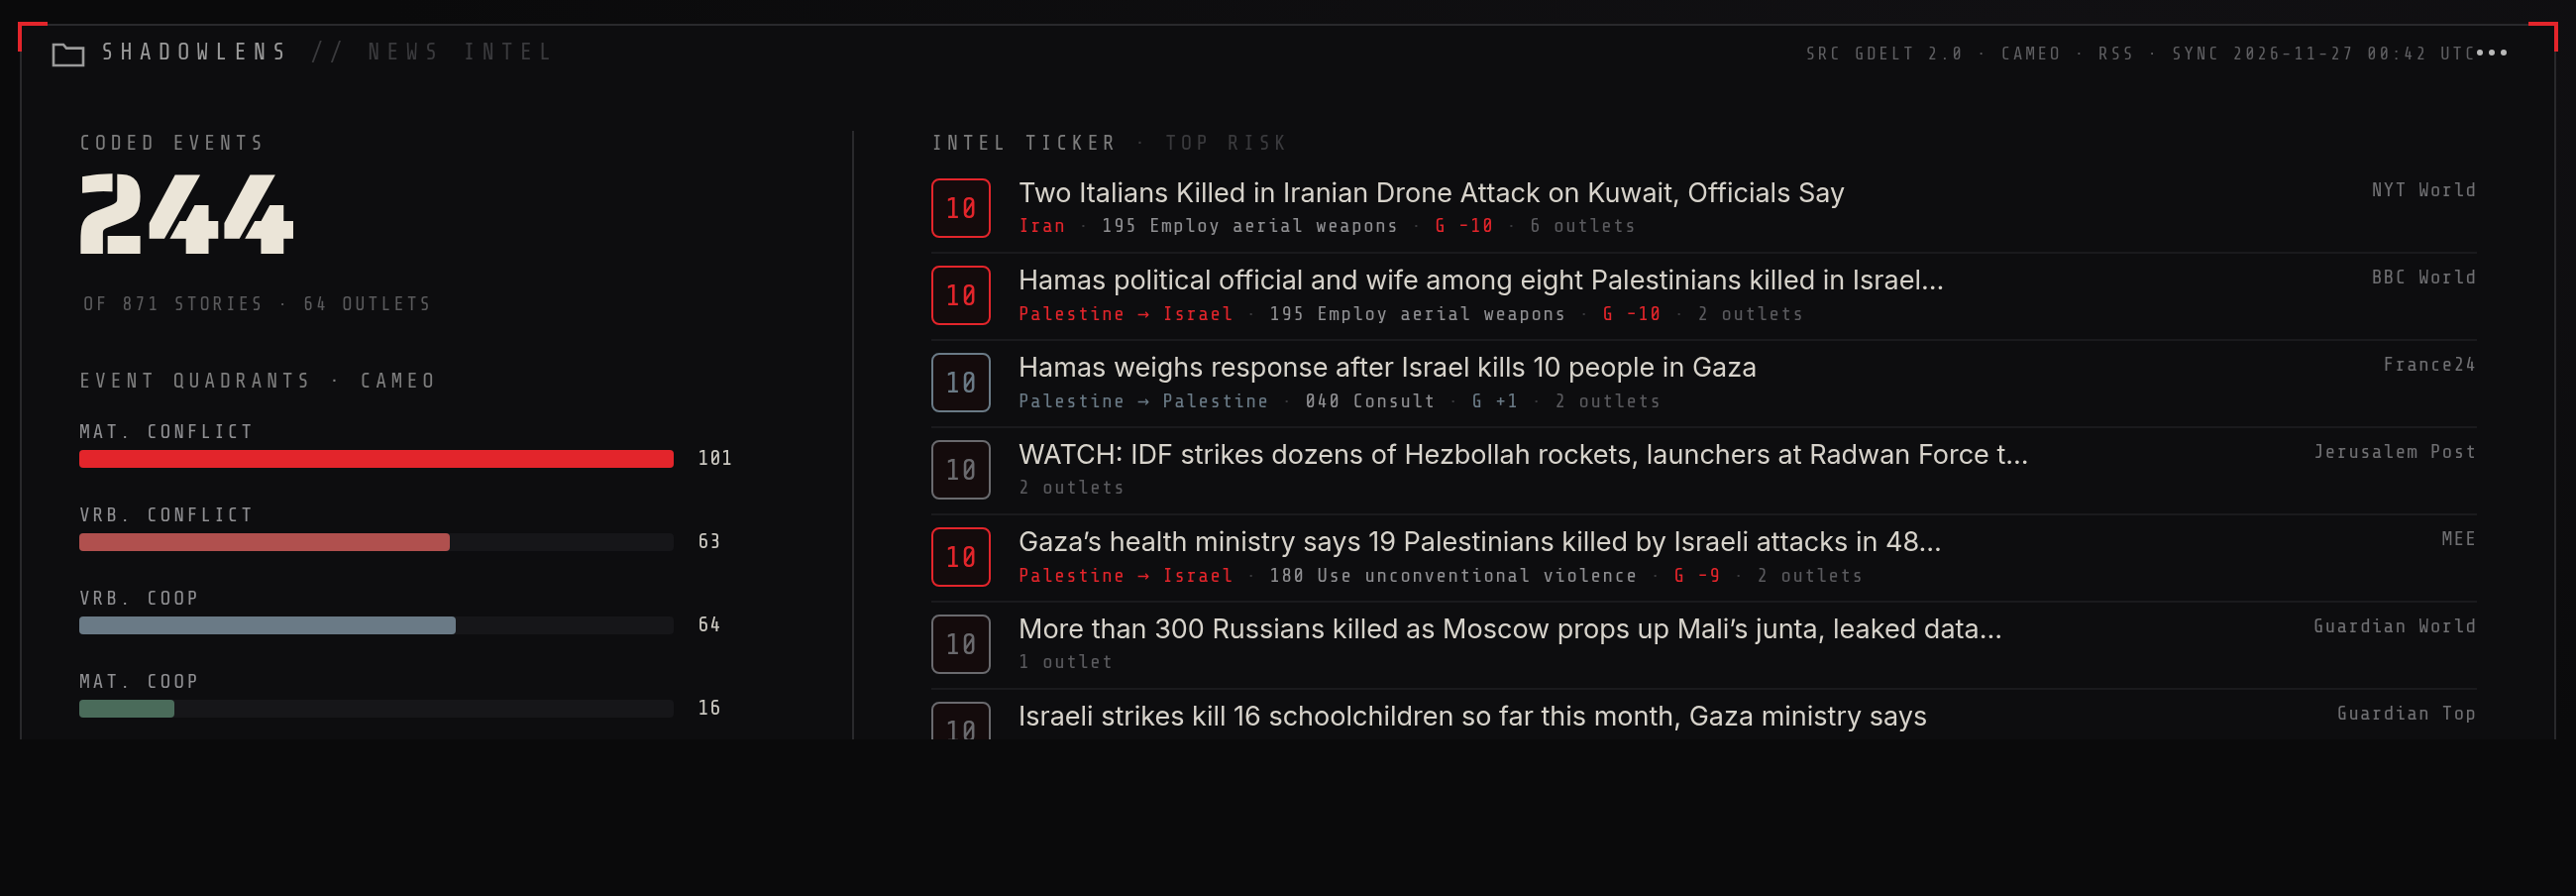 SHADOWLENS // NEWS INTEL
SRC GDELT 2.0 · CAMEO · RSS · SYNC 2026-11-27 00:42 UTC
CODED EVENTS
244
OF 871 STORIES · 64 OUTLETS
EVENT QUADRANTS · CAMEO
MAT. CONFLICT
101
VRB. CONFLICT
63
VRB. COOP
64
MAT. COOP
16
INTEL TICKER · TOP RISK
10 Two Italians Killed in Iranian Drone Attack on Kuwait, Officials Say NYT World
Iran · 195 Employ aerial weapons · G -10 · 6 outlets
10 Hamas political official and wife among eight Palestinians killed in Israel... BBC World
Palestine → Israel · 195 Employ aerial weapons · G -10 · 2 outlets
10 Hamas weighs response after Israel kills 10 people in Gaza France24
Palestine → Palestine · 040 Consult · G +1 · 2 outlets
10 WATCH: IDF strikes dozens of Hezbollah rockets, launchers at Radwan Force t... Jerusalem Post
2 outlets
10 Gaza’s health ministry says 19 Palestinians killed by Israeli attacks in 48... MEE
Palestine → Israel · 180 Use unconventional violence · G -9 · 2 outlets
10 More than 300 Russians killed as Moscow props up Mali’s junta, leaked data... Guardian World
1 outlet
10 Israeli strikes kill 16 schoolchildren so far this month, Gaza ministry says Guardian Top